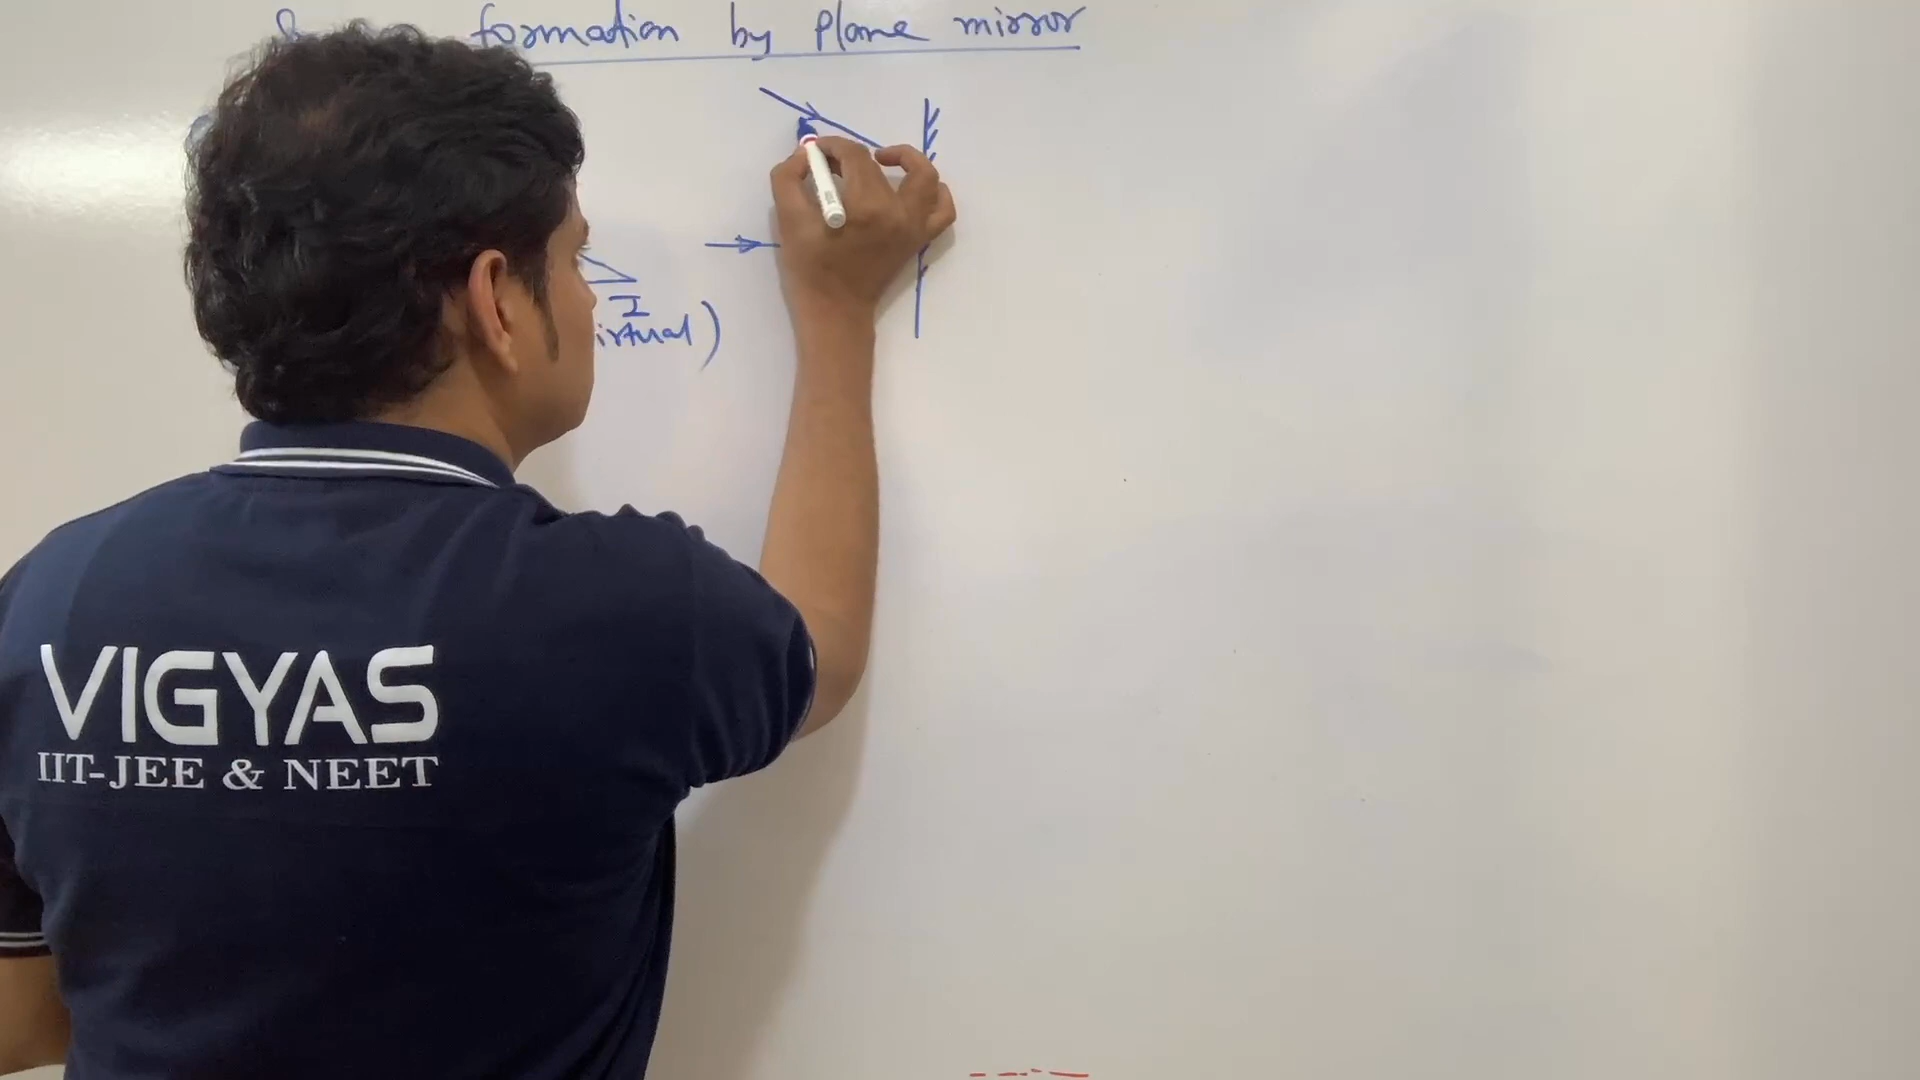 formation by plane mirror
I
irtual)
VIGYAS
IIT-JEE & NEET